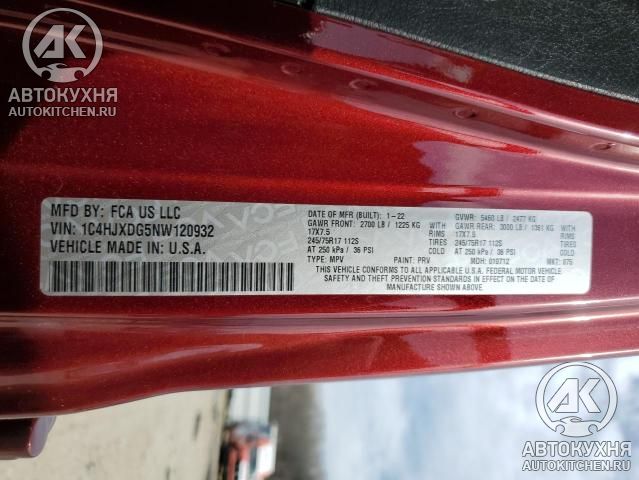 АК
АВТОКУХНЯ
AUTOKITCHEN.RU
MFD BY: FCA US LLC
VIN: 1C4HJXDG5NW120932
VEHICLE MADE IN U.S.A.
DATE OF MFR (BUILT): 1-22
GAWR FRONT: 2700 LB / 1225 KG
17X7.5 RIMS
245/75R17 112S TIRES
AT 250 kPa / 36 PSI COLD
GVWR: 5460 LB / 2477 KG
GAWR REAR: 3000 LB / 1361 KG
17X7.5 RIMS
245/75R17 112S TIRES
AT 250 kPa / 36 PSI COLD
TYPE: MPV PAINT: PRV MDH: 010712 MKT: 875
THIS VEHICLE CONFORMS TO ALL APPLICABLE U.S.A. FEDERAL MOTOR VEHICLE
SAFETY AND THEFT PREVENTION STANDARDS IN EFFECT ON THE DATE OF
MANUFACTURE SHOWN ABOVE.
АК
АВТОКУХНЯ
AUTOKITCHEN.RU